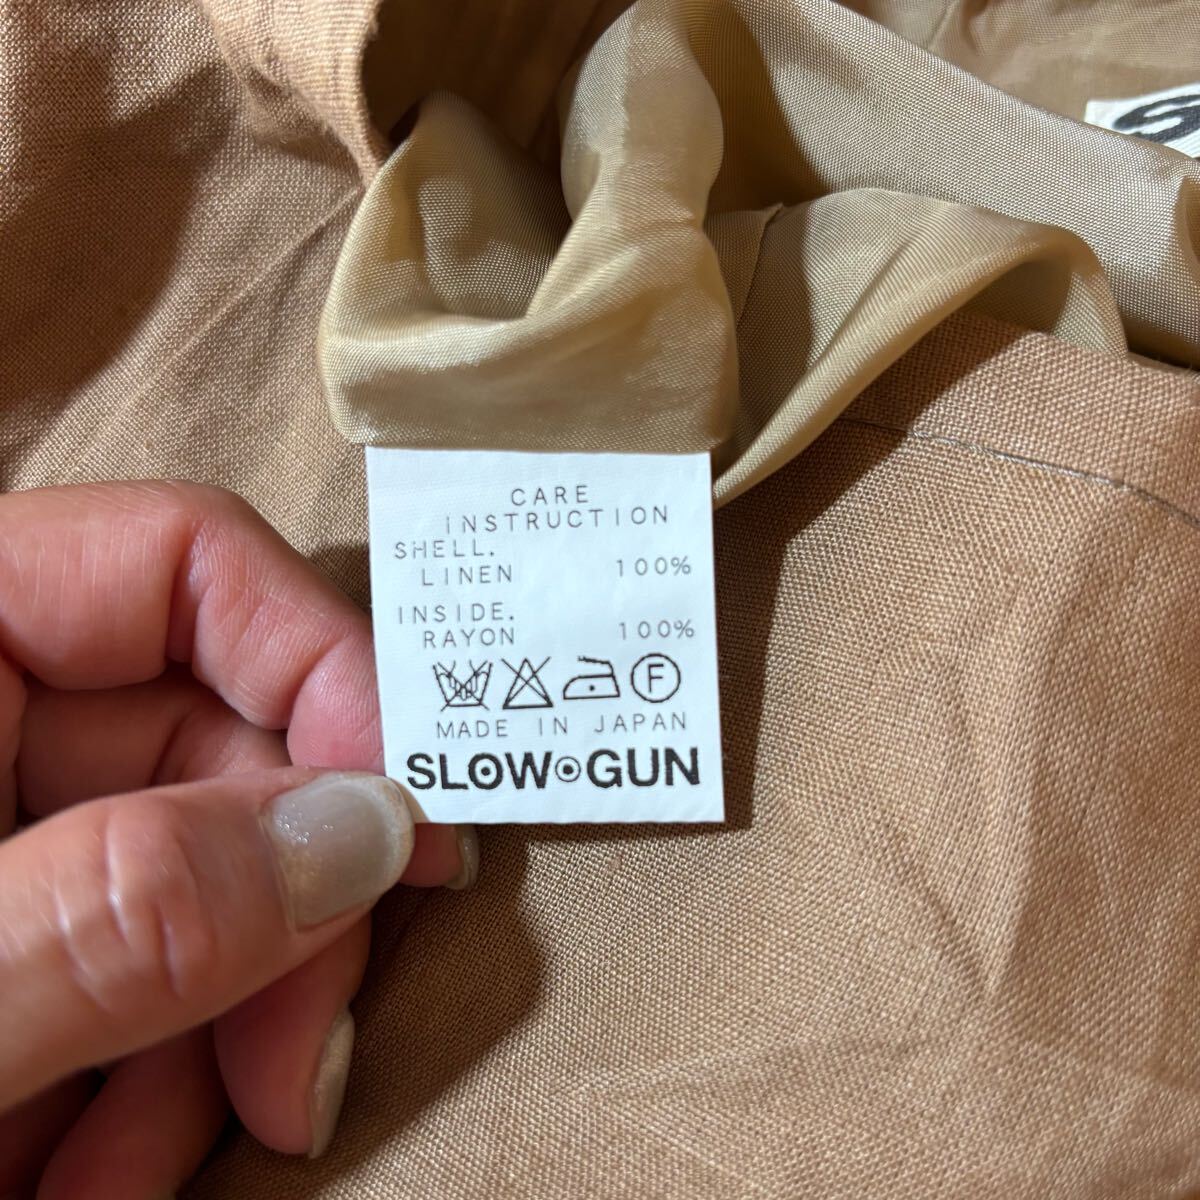 CARE
INSTRUCTION
SHELL.
LINEN 100%
INSIDE.
RAYON 100%
F
MADE IN JAPAN
SLOW GUN